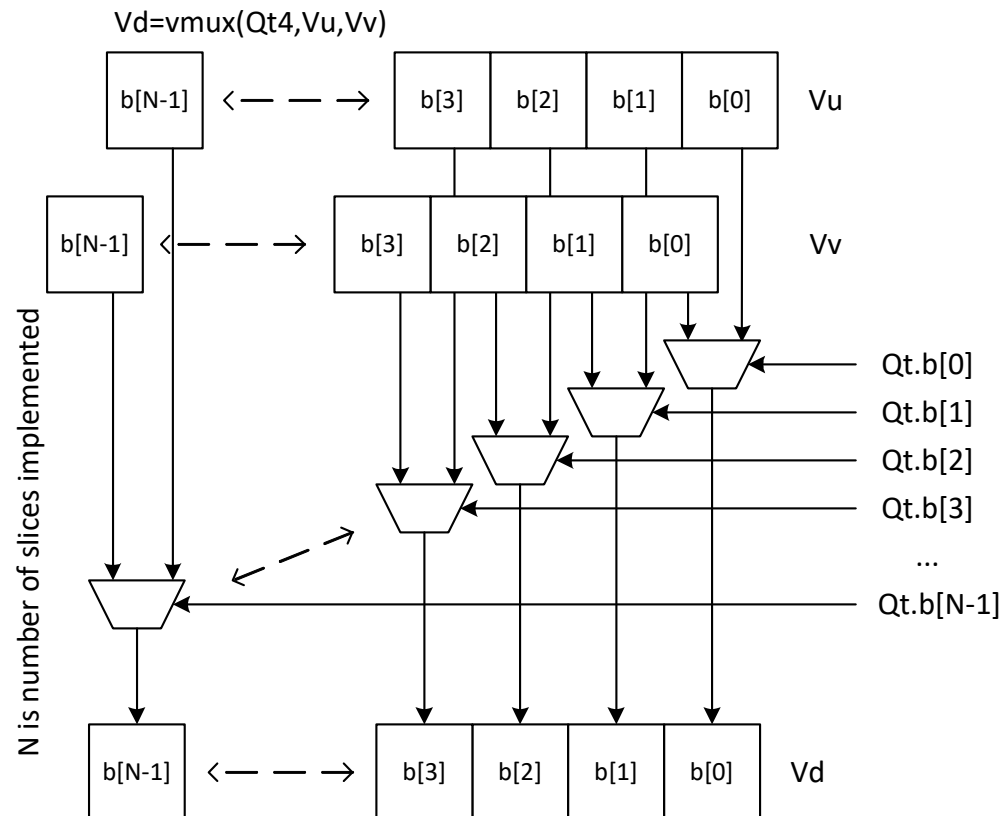 Vd=vmux(Qt4,Vu,Vv)
b[N-1] b[3] b[2] b[1] b[0] Vu
b[N-1] b[3] b[2] b[1] b[0] Vv
Qt.b[0]
Qt.b[1]
Qt.b[2]
Qt.b[3]
...
Qt.b[N-1]
N is number of slices implemented
b[N-1] b[3] b[2] b[1] b[0] Vd